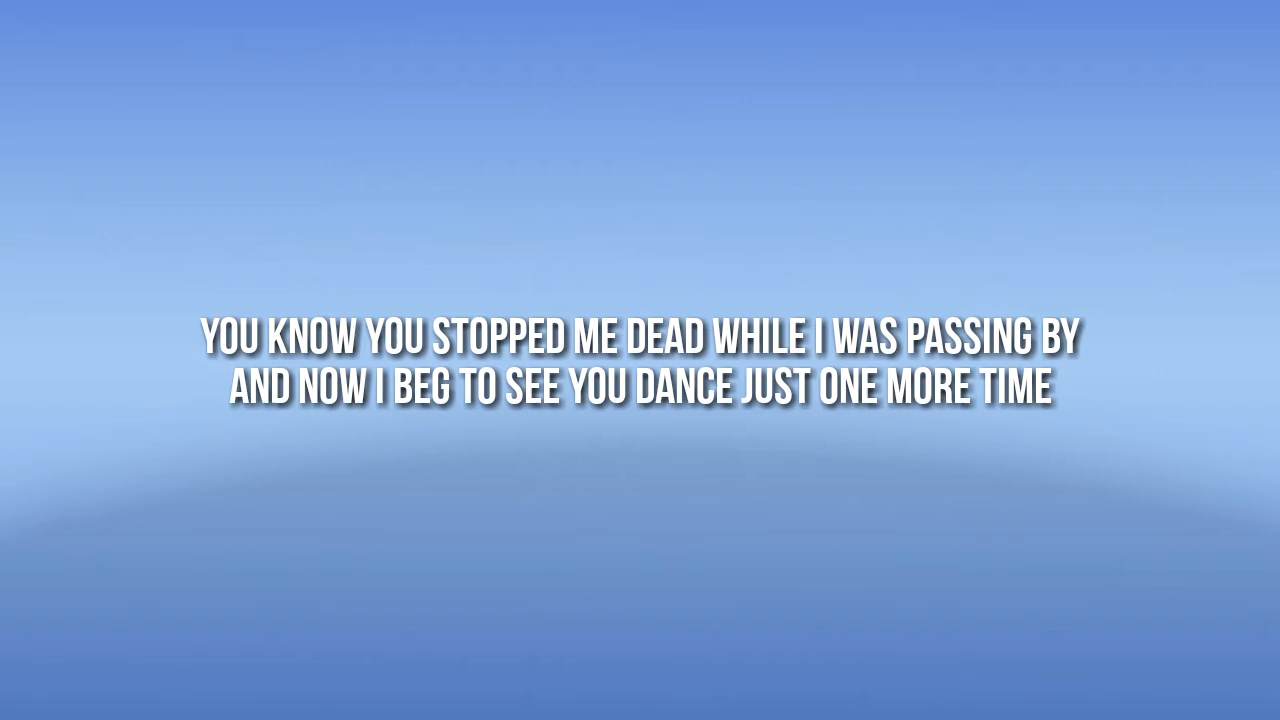 YOU KNOW YOU STOPPED ME DEAD WHILE I WAS PASSING BY
AND NOW I BEG TO SEE YOU DANCE JUST ONE MORE TIME